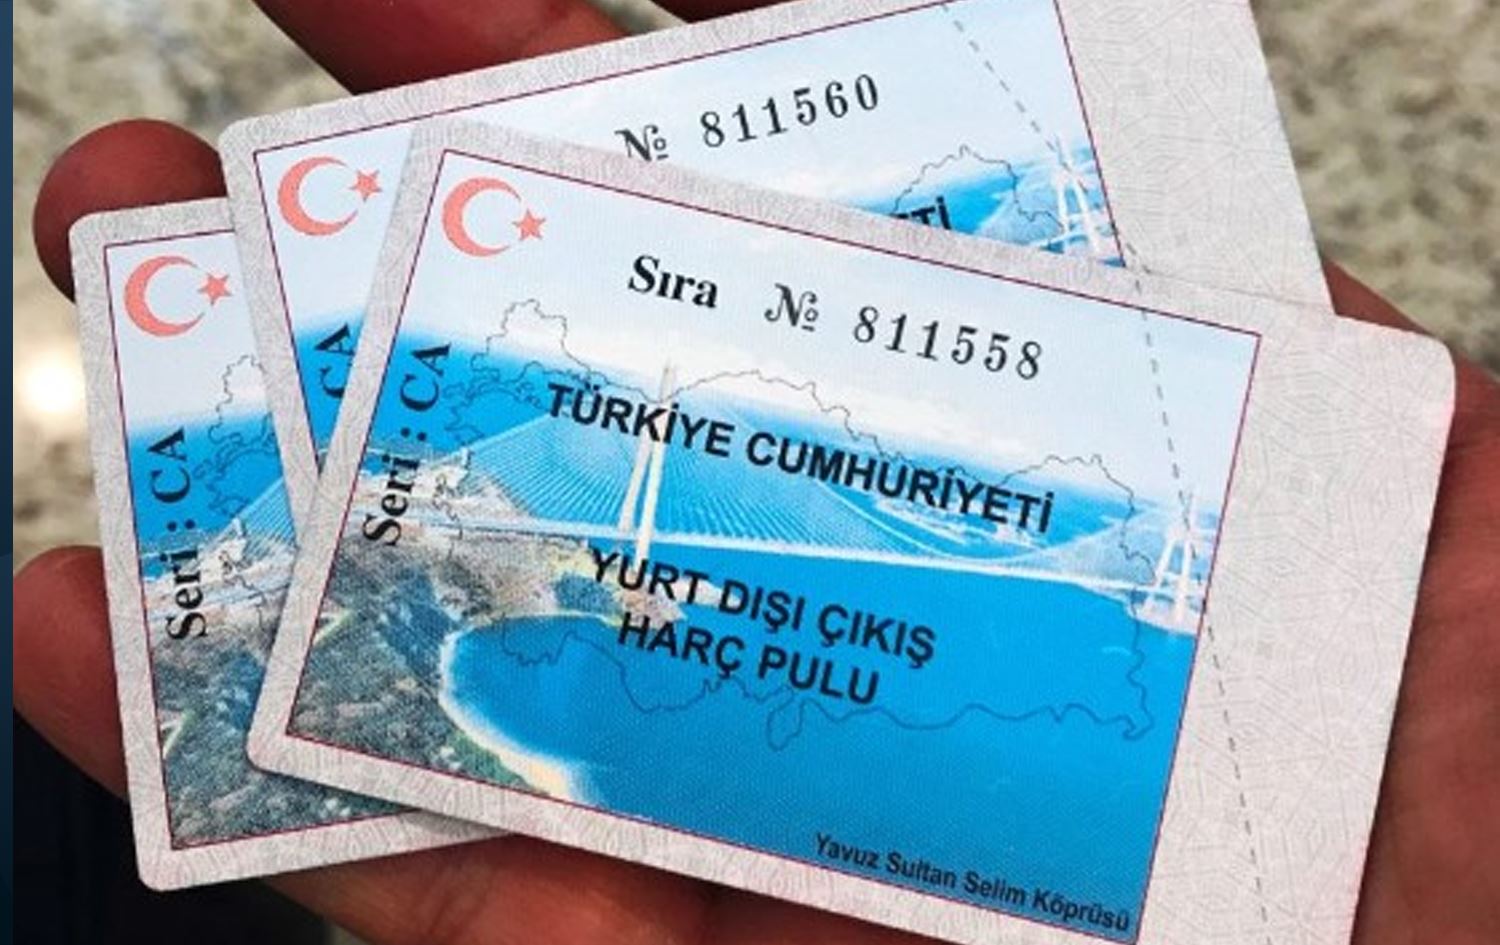 № 811560
ETİ
CA
Seri : CA
Sıra № 811558
Seri : CA
TÜRKİYE CUMHURİYETİ
YURT DIŞI ÇIKIŞ
HARÇ PULU
Yavuz Sultan Selim Köprüsü